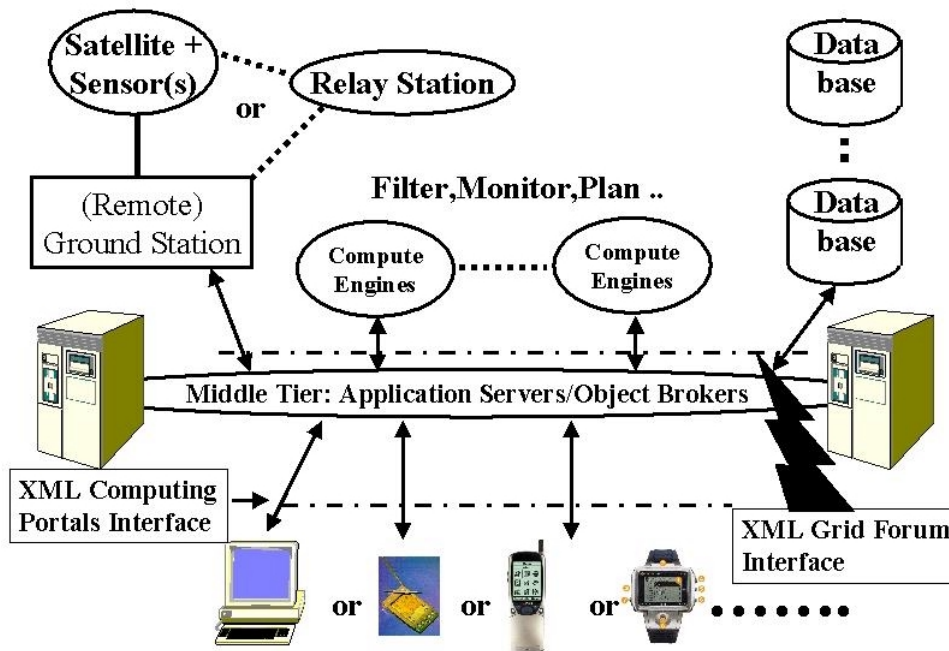 Satellite +
Sensor(s)
or
Relay Station
Data
base
(Remote)
Ground Station
Filter,Monitor,Plan ..
Data
base
Compute
Engines
Compute
Engines
Middle Tier: Application Servers/Object Brokers
XML Computing
Portals Interface
XML Grid Forum
Interface
or
or
or